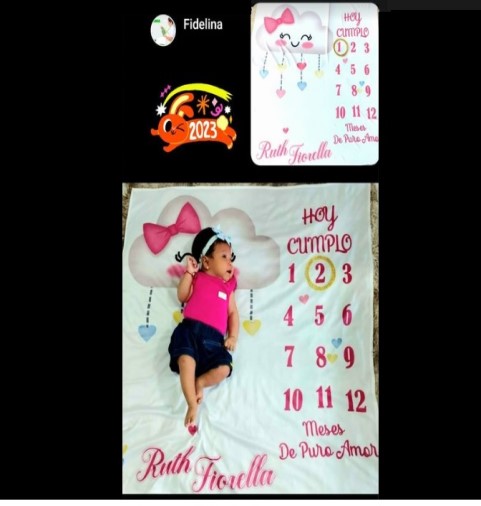 Fidelina
2023
Hoy
CUMPLO
1 2 3
4 5 6
7 8 9
10 11 12
Meses
De Puro Amor
Ruth Fiorella
Hoy
CUMPLO
1 2 3
4 5 6
7 8 9
10 11 12
Meses
De Puro Amor
Ruth Fiorella